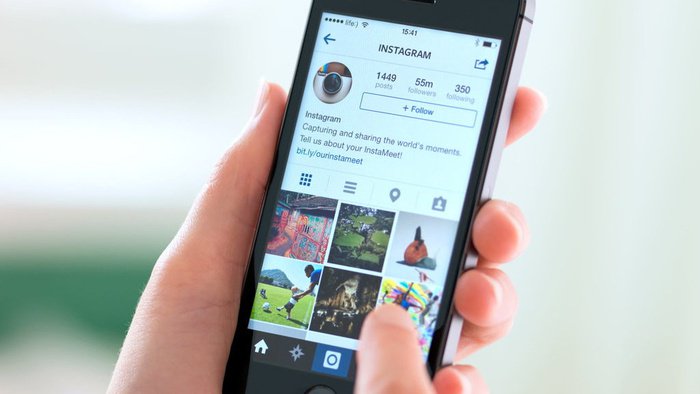 life:)
15:41
INSTAGRAM
1449 55m 350
posts followers following
+ Follow
Instagram
Capturing and sharing the world's moments.
Tell us about your InstaMeet!
bit.ly/ourinstameet